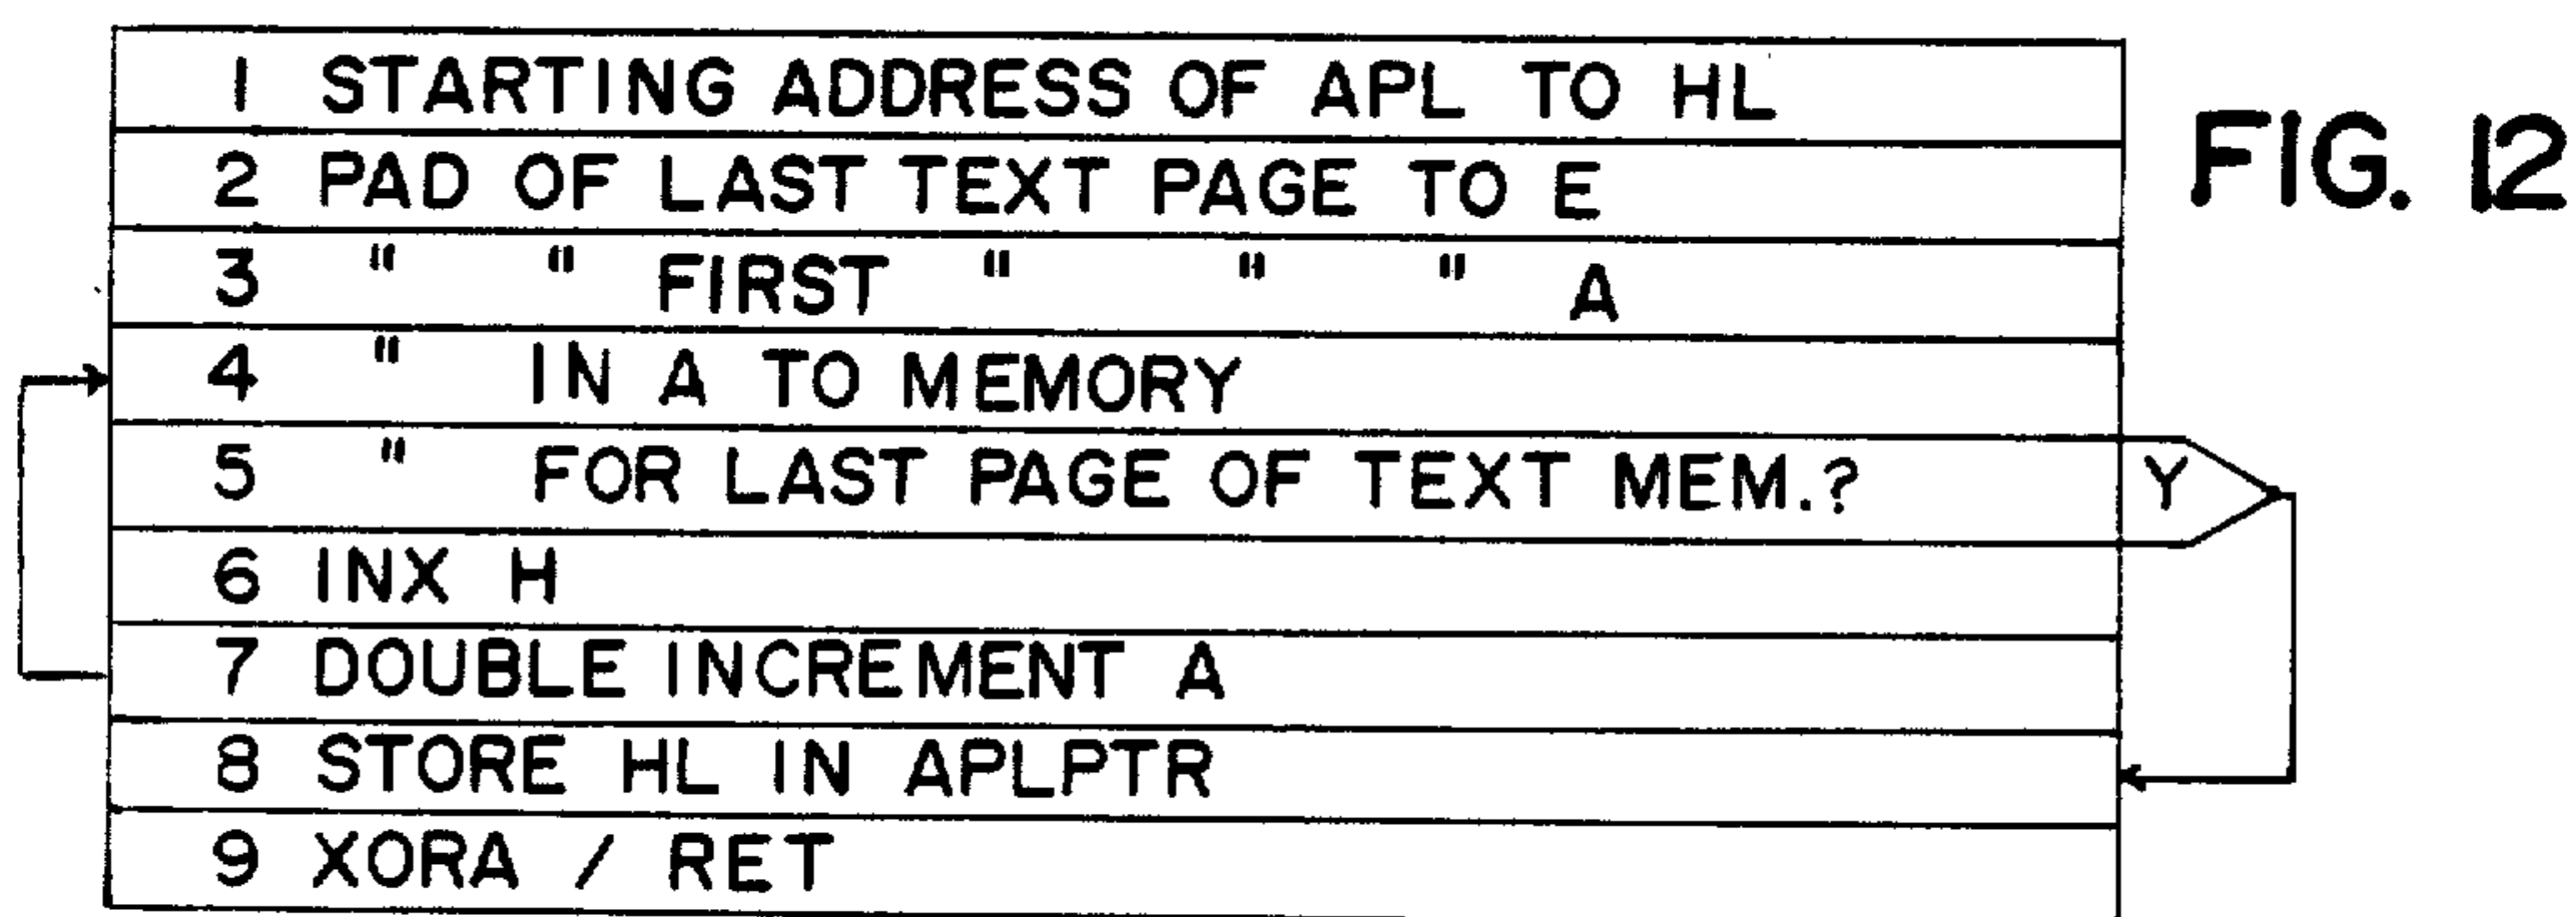 1 STARTING ADDRESS OF APL TO HL
FIG. 12
2 PAD OF LAST TEXT PAGE TO E
3 " " FIRST " " " A
4 " IN A TO MEMORY
5 " FOR LAST PAGE OF TEXT MEM.? Y
6 INX H
7 DOUBLE INCREMENT A
8 STORE HL IN APLPTR
9 XORA / RET